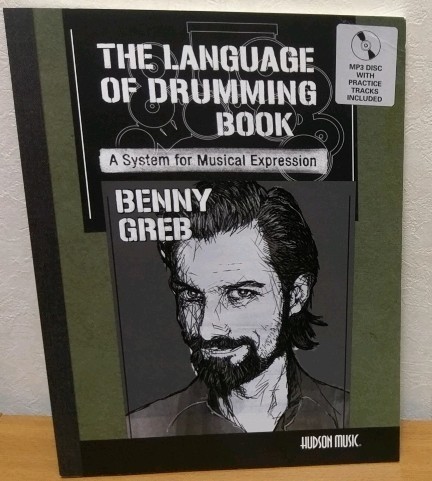 THE LANGUAGE
OF DRUMMING
BOOK
A System for Musical Expression
MP3 DISC
WITH
PRACTICE
TRACKS
INCLUDED
BENNY
GREB
HUDSON MUSIC